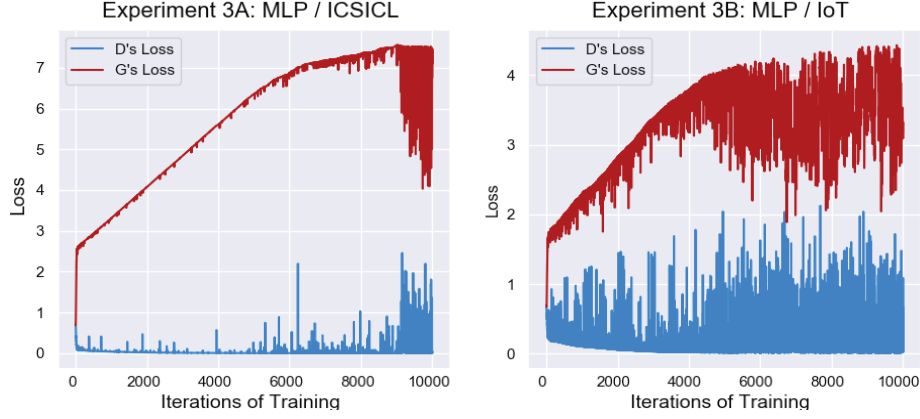 Experiment 3A: MLP / ICSICL
D's Loss
G's Loss
7
6
5
4
3
2
1
0
Loss
0 2000 4000 6000 8000 10000
Iterations of Training
Experiment 3B: MLP / IoT
D's Loss
G's Loss
4
3
2
1
0
Loss
0 2000 4000 6000 8000 10000
Iterations of Training